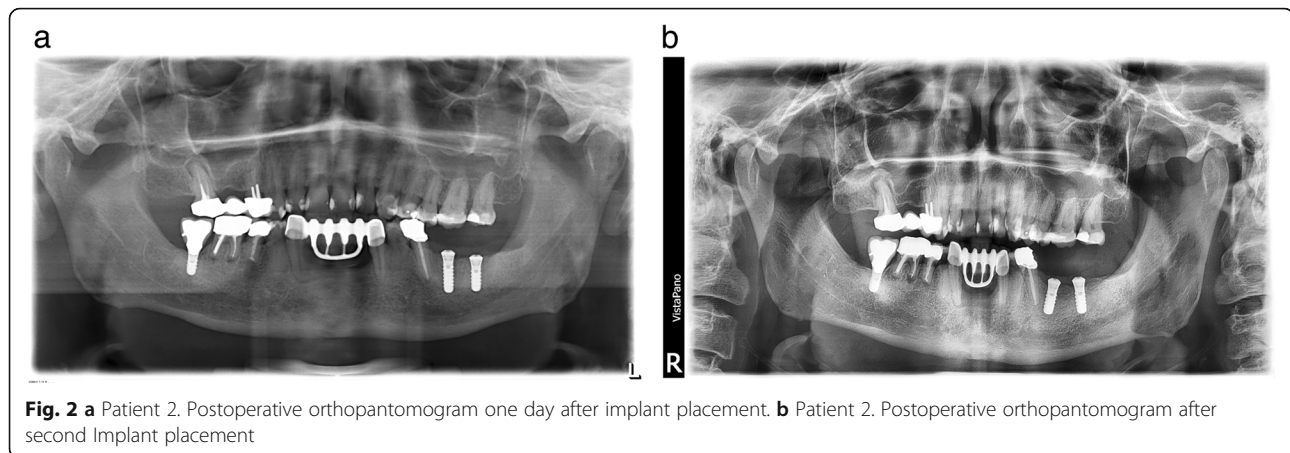 a
b
VistaPano
R
L
Fig. 2 a Patient 2. Postoperative orthopantomogram one day after implant placement. b Patient 2. Postoperative orthopantomogram after
second Implant placement